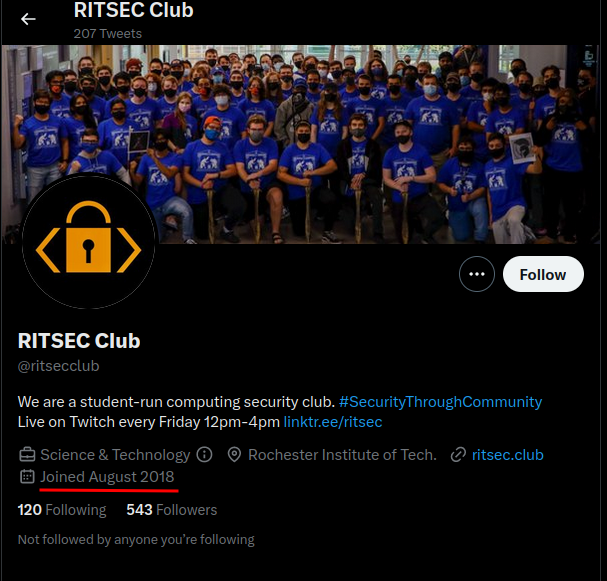 RITSEC Club
207 Tweets
Follow
RITSEC Club
@ritsecclub
We are a student-run computing security club. #SecurityThroughCommunity
Live on Twitch every Friday 12pm-4pm linktr.ee/ritsec
Science & Technology Rochester Institute of Tech. ritsec.club
Joined August 2018
120 Following 543 Followers
Not followed by anyone you're following